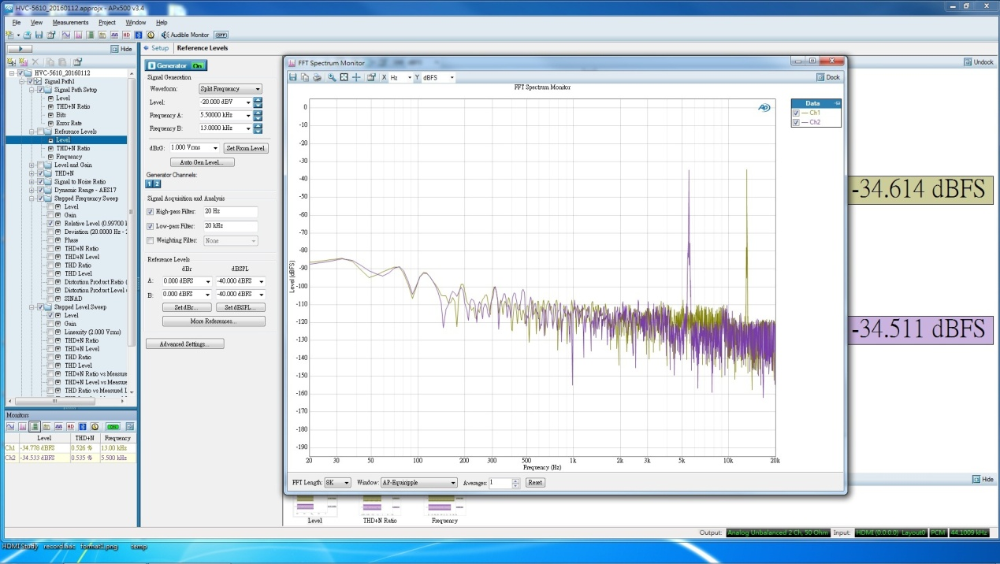 HVC-5610_20160112.approjx - APx500 v3.4
File View Measurements Project Window Help
Audible Monitor OFF
Hide
Setup Reference Levels
Undock
HVC-5610_20160112
Signal Path1
Signal Path Setup
Level
THD+N Ratio
Bits
Error Rate
Reference Levels
Level
THD+N Ratio
Frequency
Level and Gain
THD+N
Signal to Noise Ratio
Dynamic Range - AES17
Stepped Frequency Sweep
Level
Gain
Relative Level (0.99700 k
Deviation (20.0000 Hz - 2
Phase
THD+N Ratio
THD+N Level
THD Ratio
THD Level
Distortion Product Ratio (
Distortion Product Level (
SINAD
Stepped Level Sweep
Level
Gain
Linearity (2.000 Vrms)
THD+N Ratio
THD+N Level
THD Ratio
THD Level
THD+N Ratio vs Measure
THD+N Level vs Measure
THD Ratio vs Measured L
Monitors
Level THD+N Frequency
Ch1 -34.778 dBFS 0.526 % 13.00 kHz
Ch2 -34.533 dBFS 0.535 % 5.500 kHz
Generator On
Signal Generation
Waveform: Split Frequency
Level: -20.000 dBV
Frequency A: 5.50000 kHz
Frequency B: 13.0000 kHz
dBrG: 1.000 Vrms Set From Level
Auto Gen Level...
Generator Channels:
1 2
Signal Acquisition and Analysis
High-pass Filter: 20 Hz
Low-pass Filter: 20 kHz
Weighting Filter: None
Reference Levels
dBr dBSPL
A: 0.000 dBFS -40.000 dBFS
B: 0.000 dBFS -40.000 dBFS
Set dBr... Set dBSPL...
More References...
Advanced Settings...
FFT Spectrum Monitor
X Hz Y dBFS
Dock
FFT Spectrum Monitor
Level (dBFS)
0
-10
-20
-30
-40
-50
-60
-70
-80
-90
-100
-110
-120
-130
-140
-150
-160
-170
-180
-190
20 30 50 100 200 300 500 1k 2k 3k 5k 10k 20k
Frequency (Hz)
AP
Data
Ch1
Ch2
FFT Length: 8K Window: AP-Equiripple Averages: 1 Reset
-34.614 dBFS
-34.511 dBFS
Hide
Level THD+N Ratio Frequency
Output: Analog Unbalanced 2 Ch, 50 Ohm Input: HDMI (0.0.0.0) Layout0 PCM 44.1009 kHz
HDMI Study record.aac format1.png temp